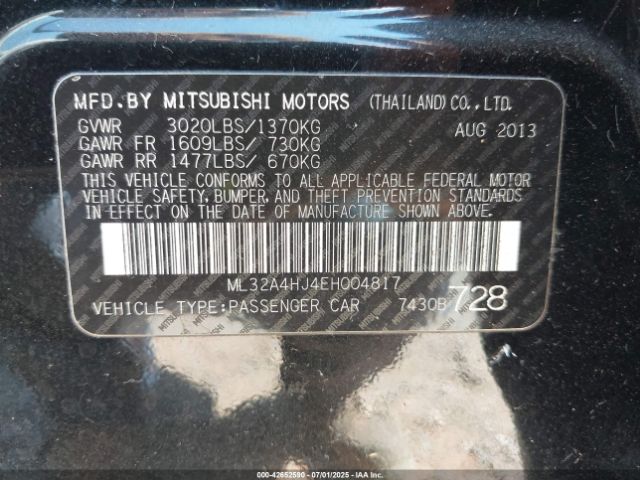 MFD.BY MITSUBISHI MOTORS (THAILAND) CO., LTD.
GVWR 3020LBS/1370KG AUG 2013
GAWR FR 1609LBS/ 730KG
GAWR RR 1477LBS/ 670KG
THIS VEHICLE CONFORMS TO ALL APPLICABLE FEDERAL MOTOR
VEHICLE SAFETY, BUMPER, AND THEFT PREVENTION STANDARDS
IN EFFECT ON THE DATE OF MANUFACTURE SHOWN ABOVE.
ML32A4HJ4EH004817
VEHICLE TYPE:PASSENGER CAR 7430B 728
000-42652590 - 07/01/2025 - IAAI.COM